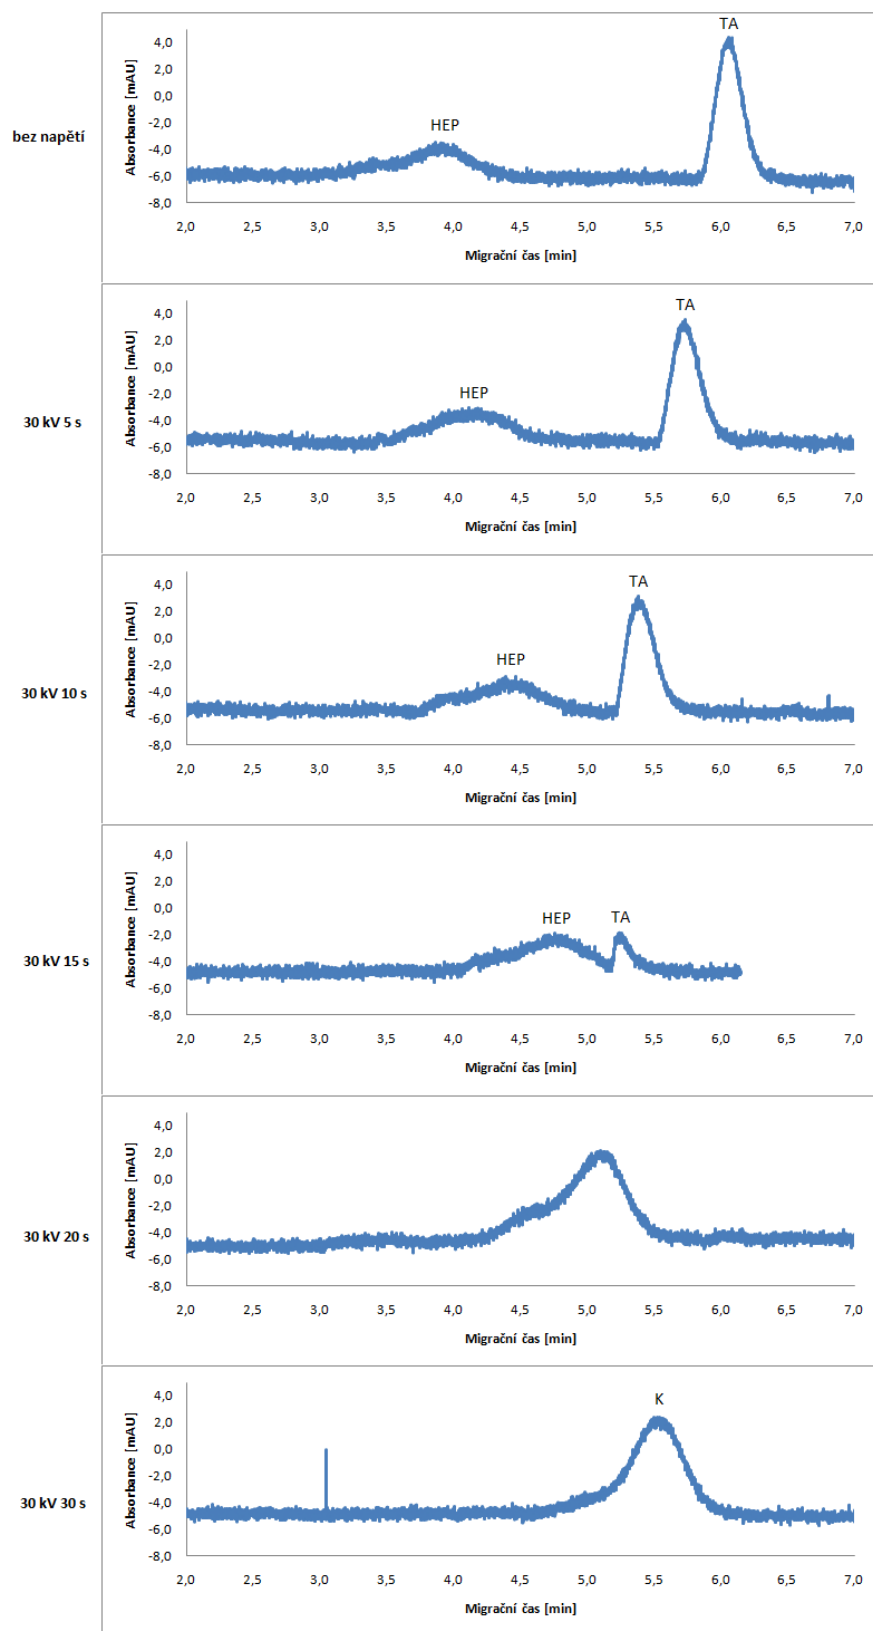 bez napětí
Absorbance [mAU]
4,0
2,0
0,0
-2,0
-4,0
-6,0
-8,0
HEP
TA
2,0 2,5 3,0 3,5 4,0 4,5 5,0 5,5 6,0 6,5 7,0
Migrační čas [min]
30 kV 5 s
Absorbance [mAU]
4,0
2,0
0,0
-2,0
-4,0
-6,0
-8,0
HEP
TA
2,0 2,5 3,0 3,5 4,0 4,5 5,0 5,5 6,0 6,5 7,0
Migrační čas [min]
30 kV 10 s
Absorbance [mAU]
4,0
2,0
0,0
-2,0
-4,0
-6,0
-8,0
HEP
TA
2,0 2,5 3,0 3,5 4,0 4,5 5,0 5,5 6,0 6,5 7,0
Migrační čas [min]
30 kV 15 s
Absorbance [mAU]
4,0
2,0
0,0
-2,0
-4,0
-6,0
-8,0
HEP
TA
2,0 2,5 3,0 3,5 4,0 4,5 5,0 5,5 6,0 6,5 7,0
Migrační čas [min]
30 kV 20 s
Absorbance [mAU]
4,0
2,0
0,0
-2,0
-4,0
-6,0
-8,0
2,0 2,5 3,0 3,5 4,0 4,5 5,0 5,5 6,0 6,5 7,0
Migrační čas [min]
30 kV 30 s
Absorbance [mAU]
4,0
2,0
0,0
-2,0
-4,0
-6,0
-8,0
K
2,0 2,5 3,0 3,5 4,0 4,5 5,0 5,5 6,0 6,5 7,0
Migrační čas [min]